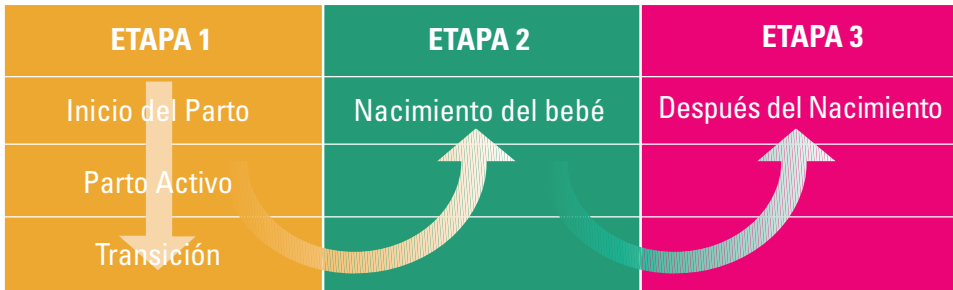 ETAPA 1
ETAPA 2
ETAPA 3
Inicio del Parto
Nacimiento del bebé
Después del Nacimiento
Parto Activo
Transición